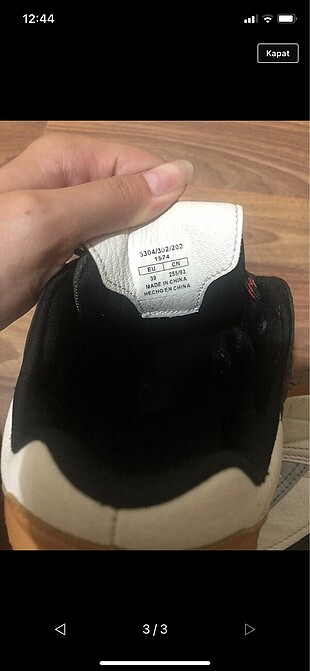 12:44
Kapat
5304/302/202
1574
EU CN
39 255/93
MADE IN CHINA
HECHO EN CHINA
3 / 3